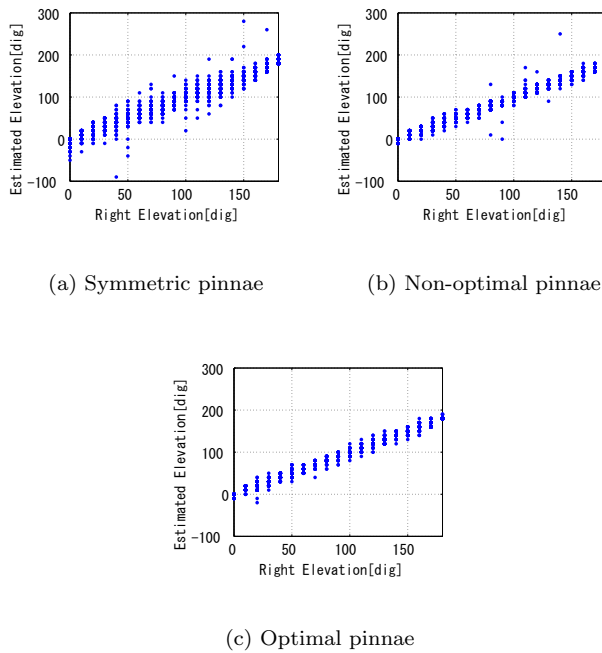 300
200
100
0
−100
Estimated Elevation[dig]
0 50 100 150
Right Elevation[dig]
(a) Symmetric pinnae
300
200
100
0
−100
Estimated Elevation[dig]
0 50 100 150
Right Elevation[dig]
(b) Non-optimal pinnae
300
200
100
0
−100
Estimated Elevation[dig]
0 50 100 150
Right Elevation[dig]
(c) Optimal pinnae